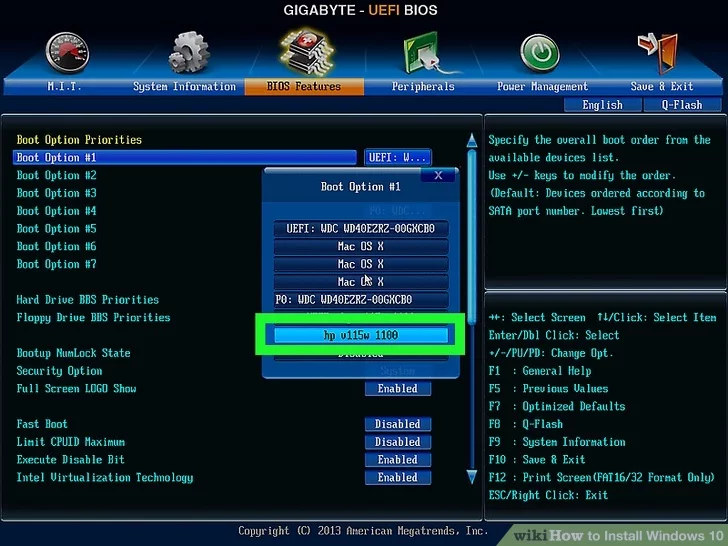 GIGABYTE - UEFI BIOS
M.I.T.
System Information
BIOS Features
Peripherals
Power Management
Save & Exit
English
Q-Flash
Boot Option Priorities
Boot Option #1
UEFI: W...
Boot Option #2
Boot Option #3
Boot Option #4
Boot Option #5
Boot Option #6
Boot Option #7
Hard Drive BBS Priorities
Floppy Drive BBS Priorities
Bootup NumLock State
Security Option
System
Full Screen LOGO Show
Enabled
Fast Boot
Disabled
Limit CPUID Maximum
Disabled
Execute Disable Bit
Enabled
Intel Virtualization Technology
Enabled
X
Boot Option #1
P0: WDC...
UEFI: WDC WD40EZRZ-00GXCB0
Mac OS X
Mac OS X
Mac OS X
P0: WDC WD40EZRZ-00GXCB0
hp v115w 1100
Disabled
Specify the overall boot order from the
available devices list.
Use +/- keys to modify the order.
(Default: Devices ordered according to
SATA port number. Lowest first)
→←: Select Screen ↑↓/Click: Select Item
Enter/Dbl Click: Select
+/-/PU/PD: Change Opt.
F1 : General Help
F5 : Previous Values
F7 : Optimized Defaults
F8 : Q-Flash
F9 : System Information
F10 : Save & Exit
F12 : Print Screen(FAT16/32 Format Only)
ESC/Right Click: Exit
Copyright (C) 2013 American Megatrends, Inc.
wikiHow to Install Windows 10